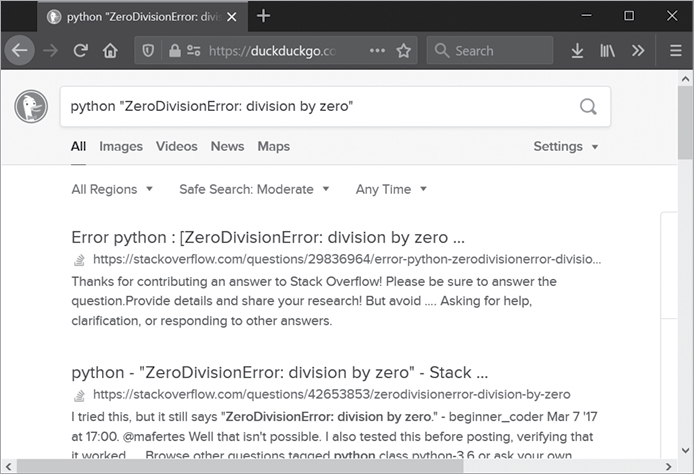 python "ZeroDivisionError: divis
https://duckduckgo.co
Search
python "ZeroDivisionError: division by zero"
All Images Videos News Maps Settings
All Regions Safe Search: Moderate Any Time
Error python : [ZeroDivisionError: division by zero ...
https://stackoverflow.com/questions/29836964/error-python-zerodivisionerror-divisio...
Thanks for contributing an answer to Stack Overflow! Please be sure to answer the
question.Provide details and share your research! But avoid .... Asking for help,
clarification, or responding to other answers.
python - "ZeroDivisionError: division by zero" - Stack ...
https://stackoverflow.com/questions/42653853/zerodivisionerror-division-by-zero
I tried this, but it still says "ZeroDivisionError: division by zero." - beginner_coder Mar 7 '17
at 17:00. @mafertes Well that isn't possible. I also tested this before posting, verifying that
it worked. ... Browse other questions tagged python class python-3.6 or ask your own